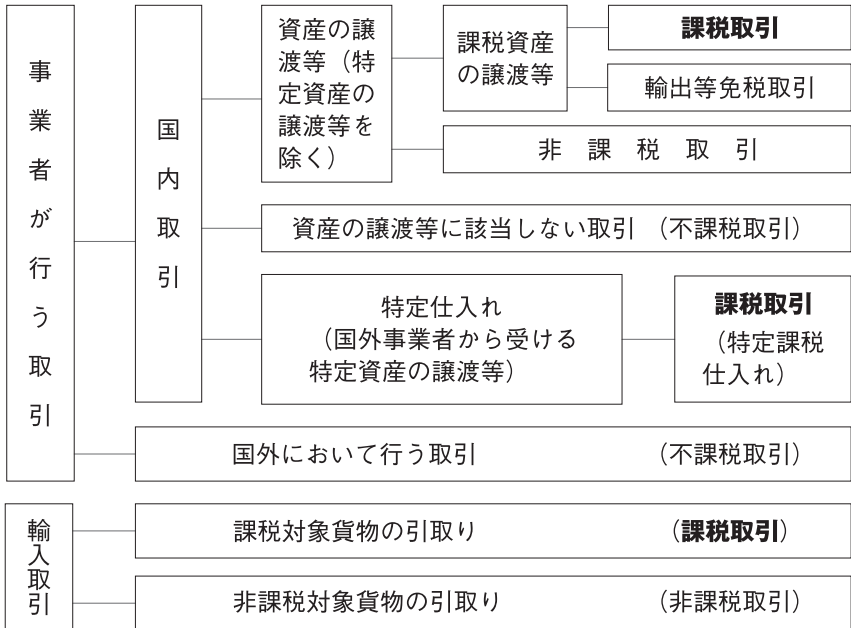 事業者が行う取引
国内取引
資産の譲
渡等（特
定資産の
譲渡等を
除く）
課税資産
の譲渡等
課税取引
輸出等免税取引
非課税取引
資産の譲渡等に該当しない取引（不課税取引）
特定仕入れ
（国外事業者から受ける
特定資産の譲渡等）
課税取引
（特定課税
仕入れ）
国外において行う取引（不課税取引）
輸入取引
課税対象貨物の引取り（課税取引）
非課税対象貨物の引取り（非課税取引）